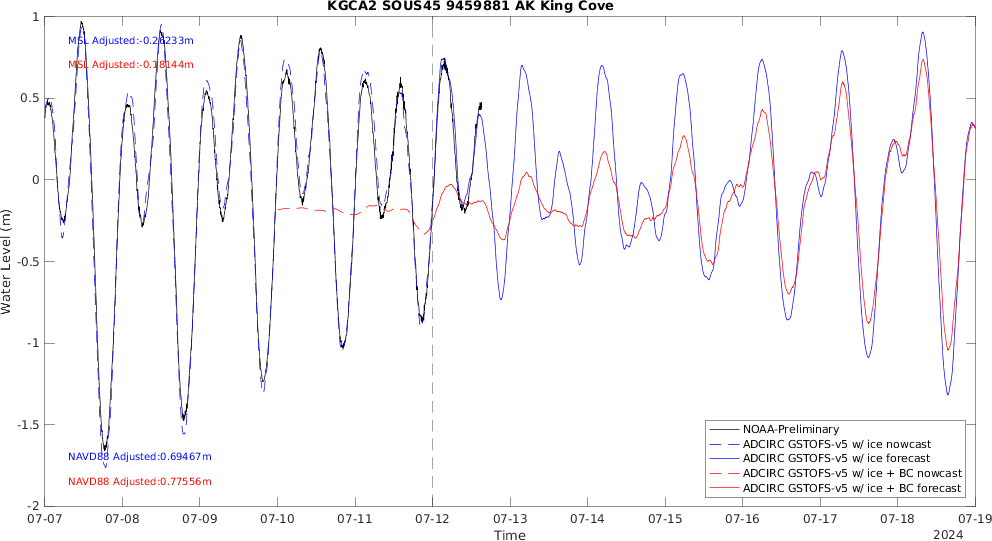 KGCA2 SOUS45 9459881 AK King Cove
MSL Adjusted:-0.26233m
MSL Adjusted:-0.18144m
Water Level (m)
1
0.5
0
-0.5
-1
-1.5
-2
NAVD88 Adjusted:0.69467m
NAVD88 Adjusted:0.77556m
NOAA-Preliminary
ADCIRC GSTOFS-v5 w/ ice nowcast
ADCIRC GSTOFS-v5 w/ ice forecast
ADCIRC GSTOFS-v5 w/ ice + BC nowcast
ADCIRC GSTOFS-v5 w/ ice + BC forecast
07-07 07-08 07-09 07-10 07-11 07-12 07-13 07-14 07-15 07-16 07-17 07-18 07-19
Time
2024